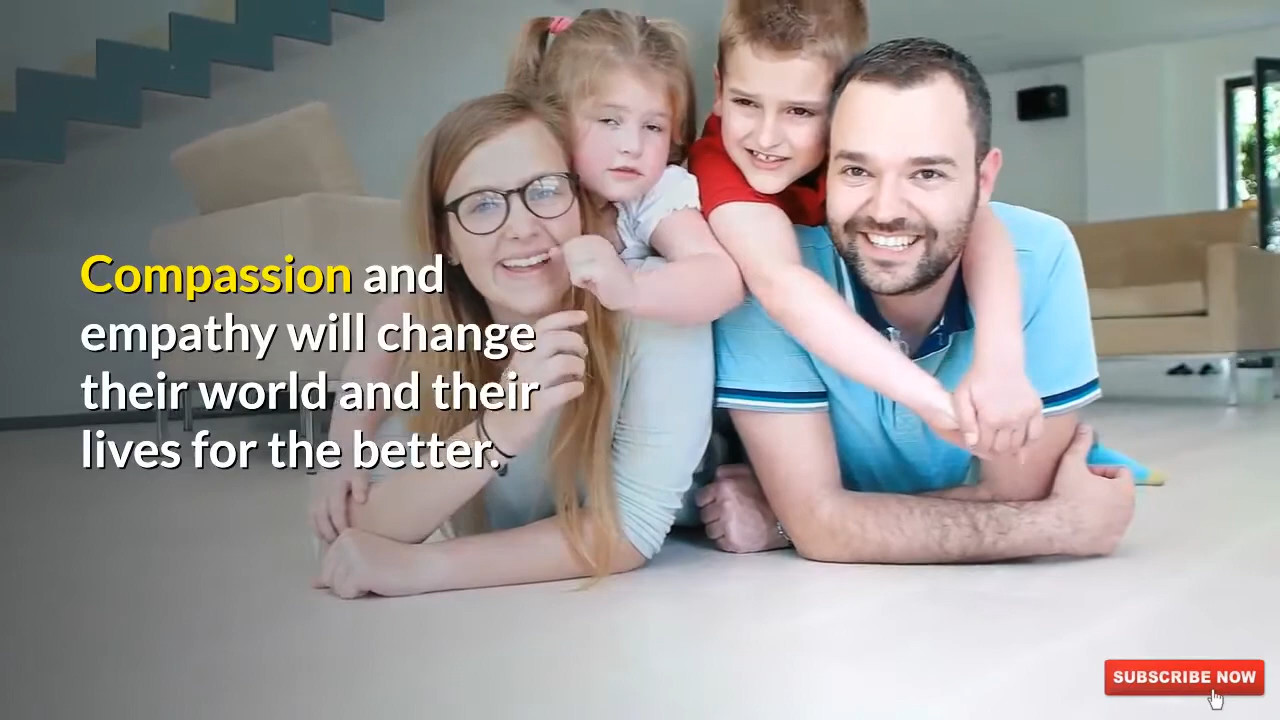 Compassion and
empathy will change
their world and their
lives for the better.
SUBSCRIBE NOW